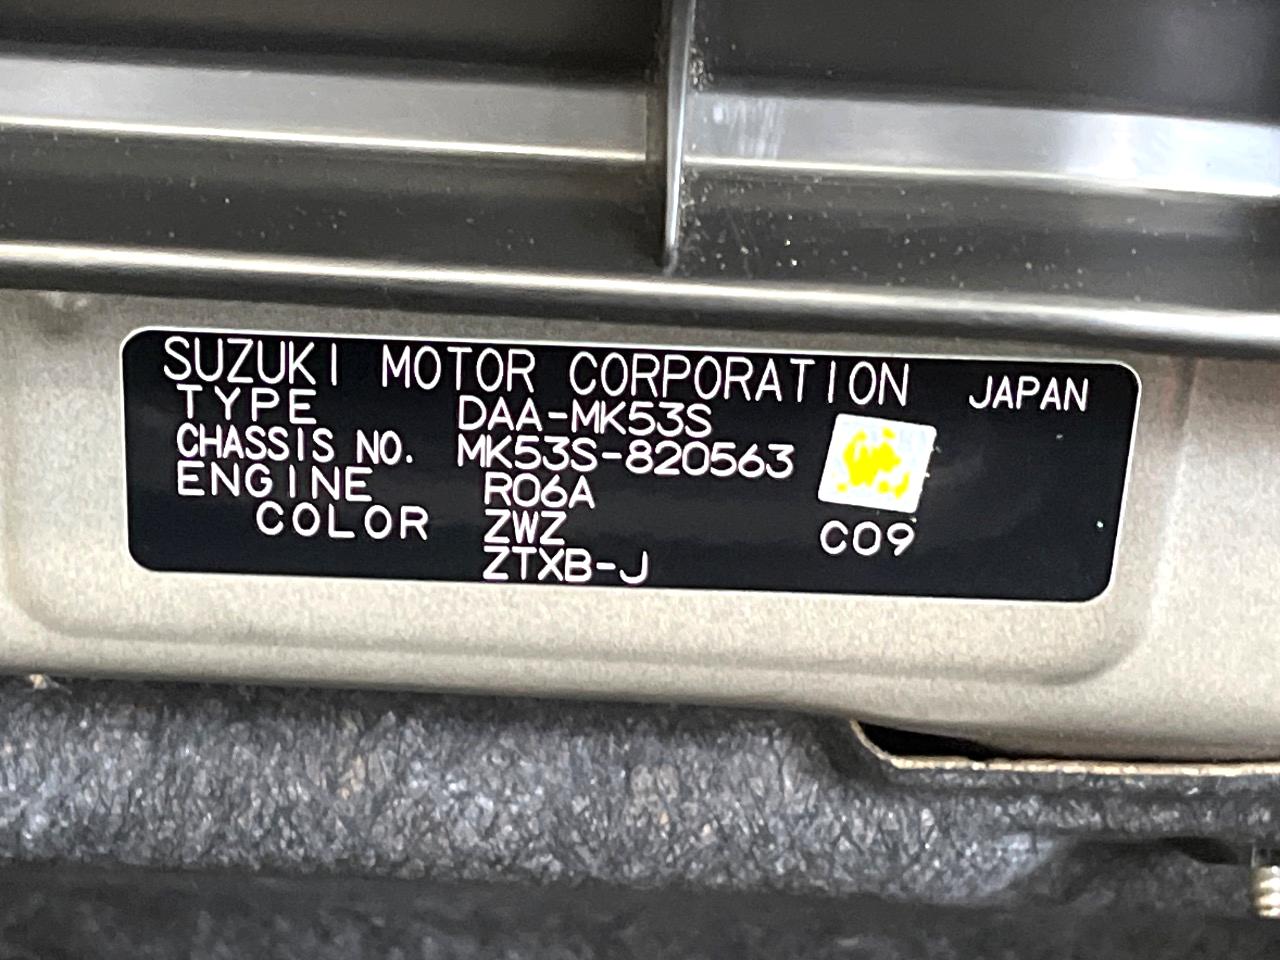 SUZUKI MOTOR CORPORATION JAPAN
TYPE DAA-MK53S
CHASSIS NO. MK53S-820563
ENGINE R06A
COLOR ZWZ C09
ZTXB-J